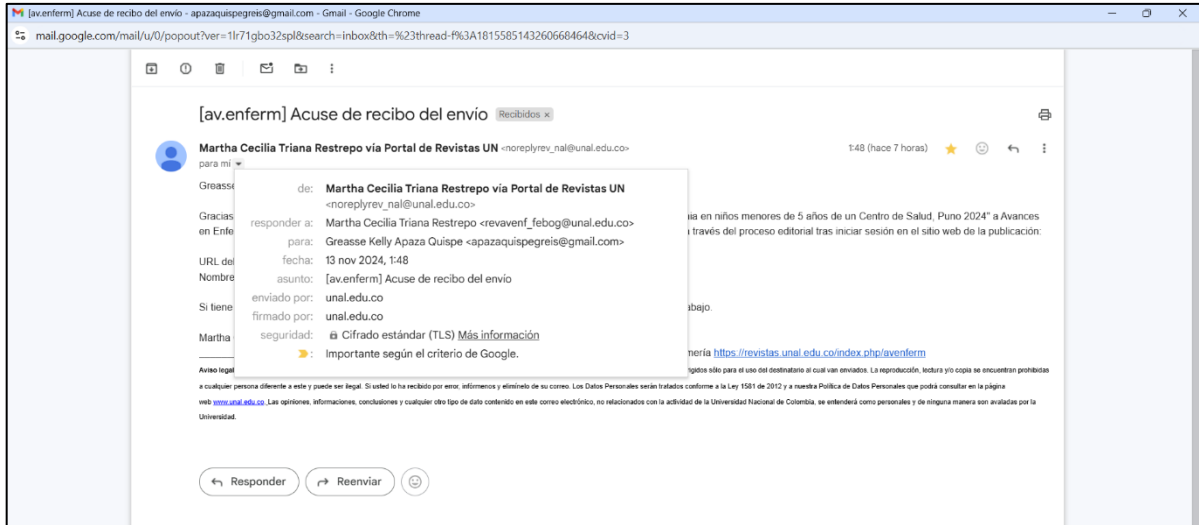 [av.enferm] Acuse de recibo del envío - apazaquispegreis@gmail.com - Gmail - Google Chrome
mail.google.com/mail/u/0/popout?ver=1lr71gbo32spl&search=inbox&th=%23thread-f%3A1815585143260668464&cvid=3
[av.enferm] Acuse de recibo del envío Recibidos ×
Martha Cecilia Triana Restrepo vía Portal de Revistas UN <noreplyrev_nal@unal.edu.co> 1:48 (hace 7 horas)
para mí
Greasse
de: Martha Cecilia Triana Restrepo vía Portal de Revistas UN
<noreplyrev_nal@unal.edu.co>
Gracias ia en niños menores de 5 años de un Centro de Salud, Puno 2024" a Avances
responder a: Martha Cecilia Triana Restrepo <revavenf_febog@unal.edu.co>
en Enfe través del proceso editorial tras iniciar sesión en el sitio web de la publicación:
para: Greasse Kelly Apaza Quispe <apazaquispegreis@gmail.com>
URL del
fecha: 13 nov 2024, 1:48
Nombre
asunto: [av.enferm] Acuse de recibo del envío
enviado por: unal.edu.co
Si tiene abajo.
firmado por: unal.edu.co
Martha
seguridad: Cifrado estándar (TLS) Más información
: Importante según el criterio de Google.
mería https://revistas.unal.edu.co/index.php/avenferm
Aviso legal gidos sólo para el uso del destinatario al cual van enviados. La reproducción, lectura y/o copia se encuentran prohibidas
a cualquier persona diferente a este y puede ser ilegal. Si usted lo ha recibido por error, infórmenos y elimínelo de su correo. Los Datos Personales serán tratados conforme a la Ley 1581 de 2012 y a nuestra Política de Datos Personales que podrá consultar en la página
web www.unal.edu.co. Las opiniones, informaciones, conclusiones y cualquier otro tipo de dato contenido en este correo electrónico, no relacionados con la actividad de la Universidad Nacional de Colombia, se entenderá como personales y de ninguna manera son avaladas por la
Universidad.
Responder Reenviar